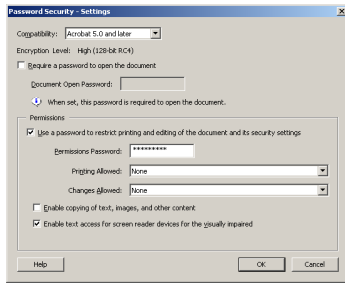 Password Security - Settings
Compatibility: Acrobat 5.0 and later
Encryption Level: High (128-bit RC4)
Require a password to open the document
Document Open Password:
When set, this password is required to open the document.
Permissions
Use a password to restrict printing and editing of the document and its security settings
Permissions Password: *********
Printing Allowed: None
Changes Allowed: None
Enable copying of text, images, and other content
Enable text access for screen reader devices for the visually impaired
Help OK Cancel